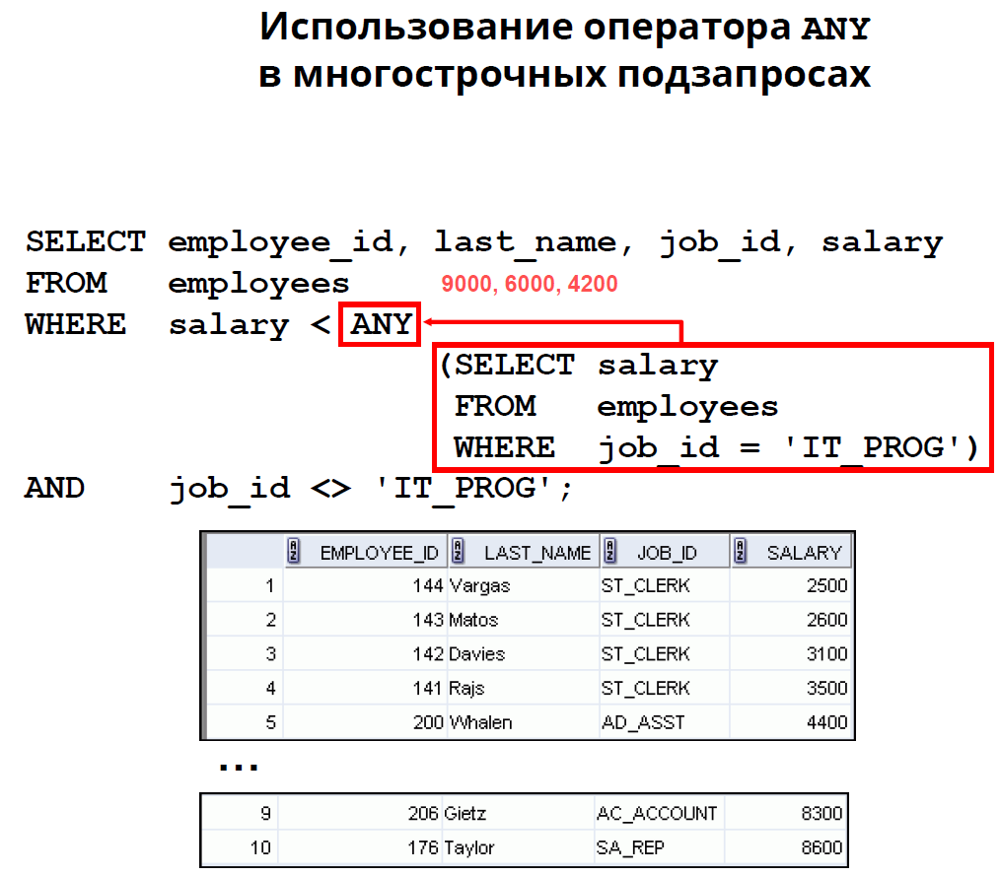 Использование оператора ANY
в многострочных подзапросах
SELECT employee_id, last_name, job_id, salary
FROM employees 9000, 6000, 4200
WHERE salary < ANY
(SELECT salary
FROM employees
WHERE job_id = 'IT_PROG')
AND job_id <> 'IT_PROG';
EMPLOYEE_ID LAST_NAME JOB_ID SALARY
1 144 Vargas ST_CLERK 2500
2 143 Matos ST_CLERK 2600
3 142 Davies ST_CLERK 3100
4 141 Rajs ST_CLERK 3500
5 200 Whalen AD_ASST 4400
...
9 206 Gietz AC_ACCOUNT 8300
10 176 Taylor SA_REP 8600